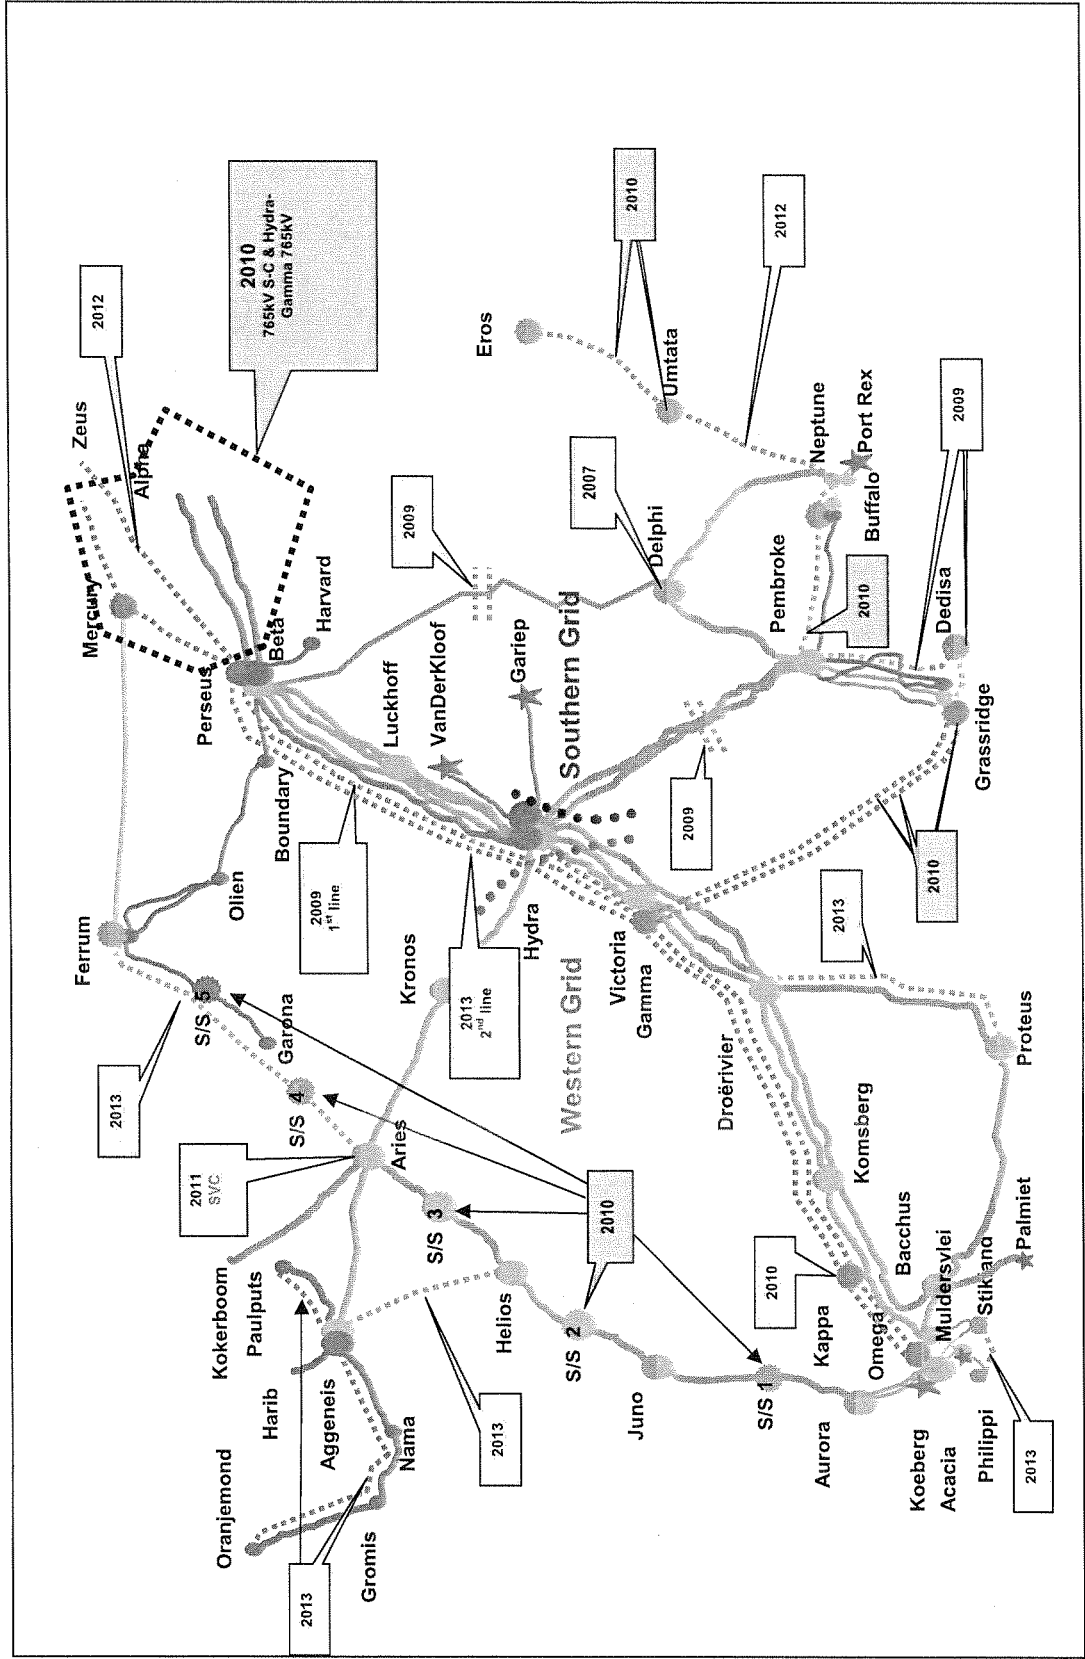 Ferrum
Mercury
Zeus
2012
2013
Alpha
S/S 5
Perseus
2011
SVC
Oranjemond
Kokerboom
Olien
2010
765kV S-C & Hydra-
Gamma 765kV
Paulputs
Garona
Beta
Harib
S/S 4
Boundary
2013
2009
1st line
Harvard
Aggeneis
Gromis
Nama
Aries
Luckhoff
Kronos
2009
S/S 3
VanDerKloof
2013
2nd line
Eros
2013
Helios
Hydra
Gariep
Western Grid
Southern Grid
S/S 2
2010
2007
Victoria
2010
Juno
Gamma
Delphi
Umtata
2009
Droërivier
S/S 1
2010
Pembroke
2012
Aurora
Kappa
Neptune
2013
Komsberg
2010
Omega
Buffalo
Port Rex
Bacchus
Koeberg
2010
Acacia
Muldersvlei
Dedisa
2009
Philippi
Stikland
Grassridge
2013
Palmiet
Proteus